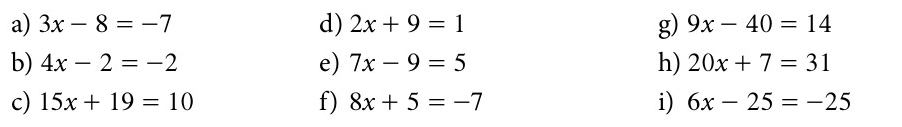 a) 3x − 8 = −7
b) 4x − 2 = −2
c) 15x + 19 = 10
d) 2x + 9 = 1
e) 7x − 9 = 5
f) 8x + 5 = −7
g) 9x − 40 = 14
h) 20x + 7 = 31
i) 6x − 25 = −25